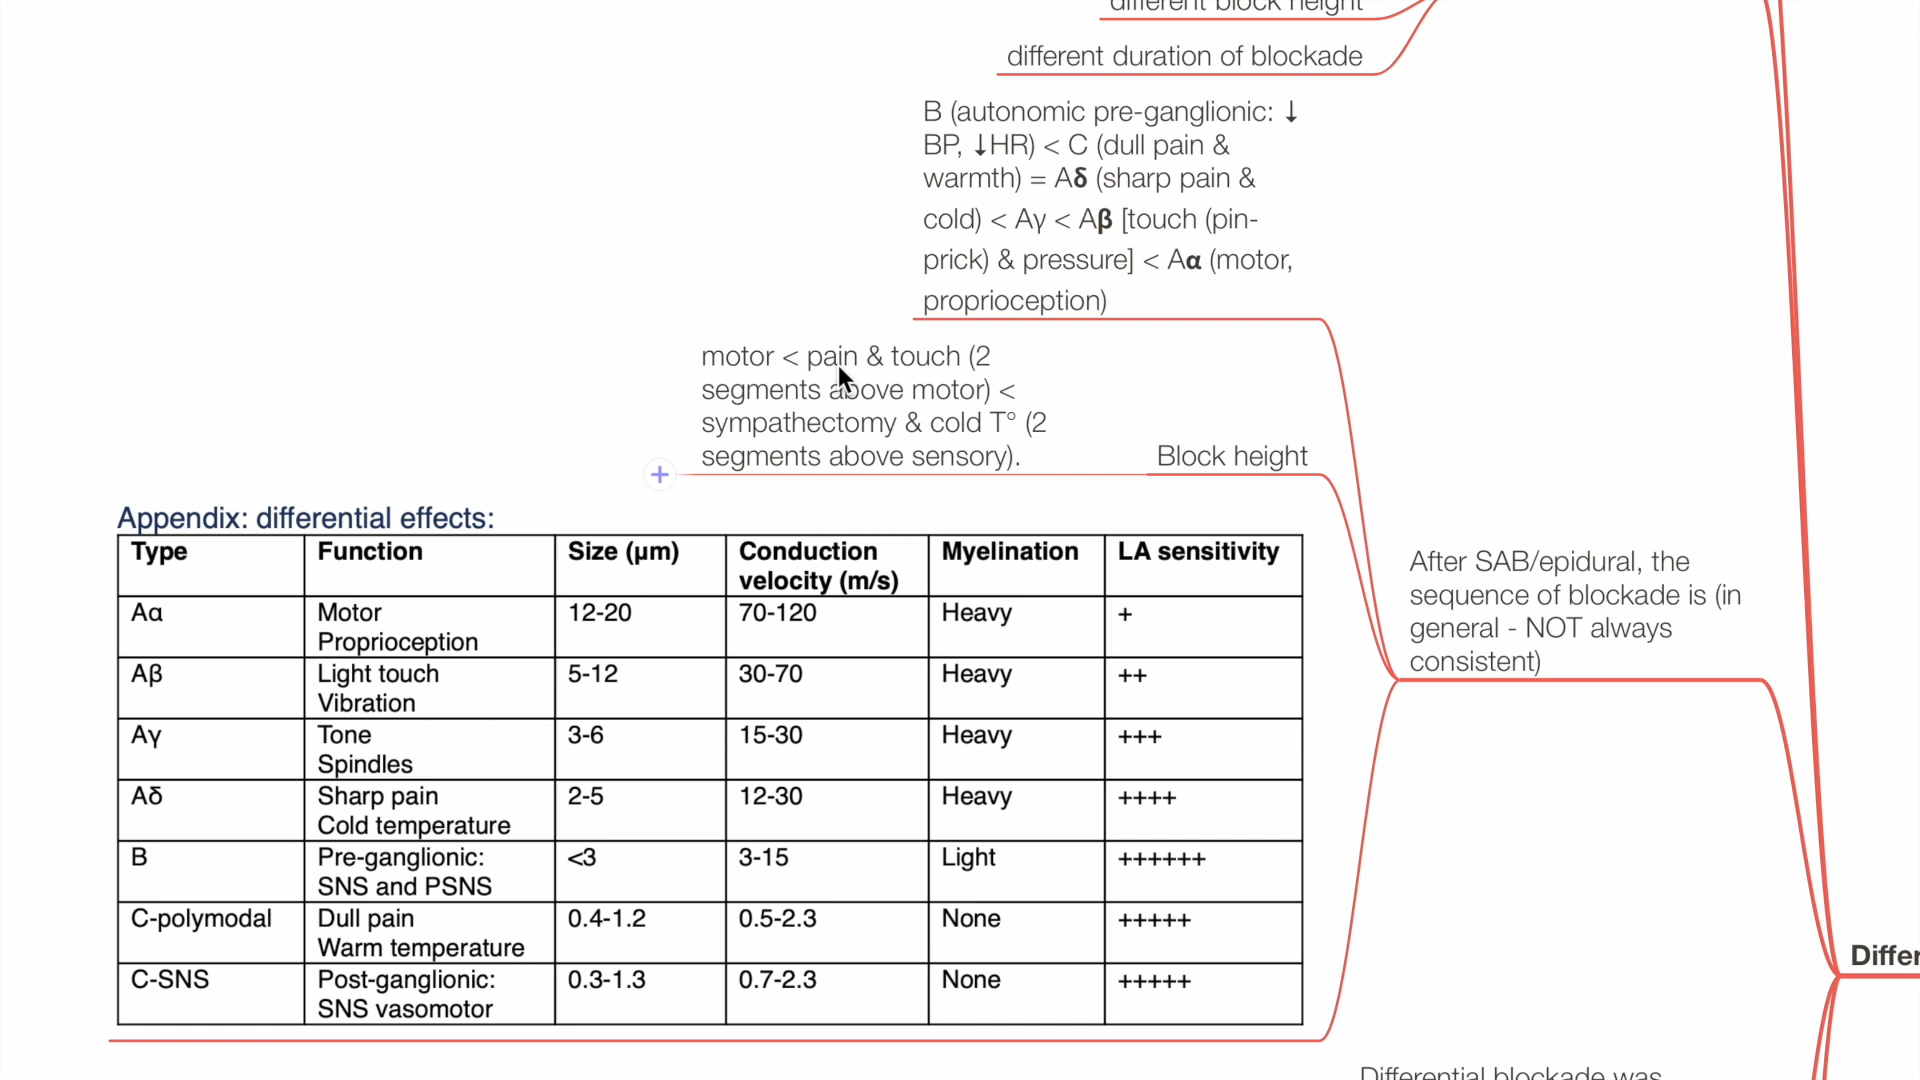 different block height
different duration of blockade
B (autonomic pre-ganglionic: ↓
BP, ↓HR) < C (dull pain &
warmth) = Aδ (sharp pain &
cold) < Aγ < Aβ [touch (pin-
prick) & pressure] < Aα (motor,
proprioception)
motor < pain & touch (2
segments above motor) <
sympathectomy & cold T° (2
segments above sensory).
Block height
After SAB/epidural, the
sequence of blockade is (in
general - NOT always
consistent)
Appendix: differential effects:
Type Function Size (µm) Conduction velocity (m/s) Myelination LA sensitivity
Aα Motor 12-20 70-120 Heavy +
Proprioception
Aβ Light touch 5-12 30-70 Heavy ++
Vibration
Aγ Tone 3-6 15-30 Heavy +++
Spindles
Aδ Sharp pain 2-5 12-30 Heavy ++++
Cold temperature
B Pre-ganglionic: <3 3-15 Light ++++++
SNS and PSNS
C-polymodal Dull pain 0.4-1.2 0.5-2.3 None +++++
Warm temperature
C-SNS Post-ganglionic: 0.3-1.3 0.7-2.3 None +++++
SNS vasomotor
Differ
Differential blockade was